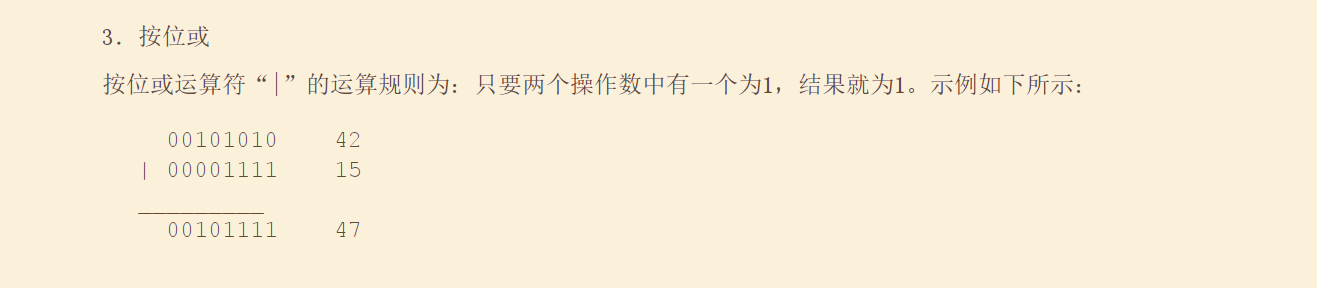 3. 按位或
按位或运算符“|”的运算规则为：只要两个操作数中有一个为1，结果就为1。示例如下所示：
00101010 42
| 00001111 15
_________
00101111 47